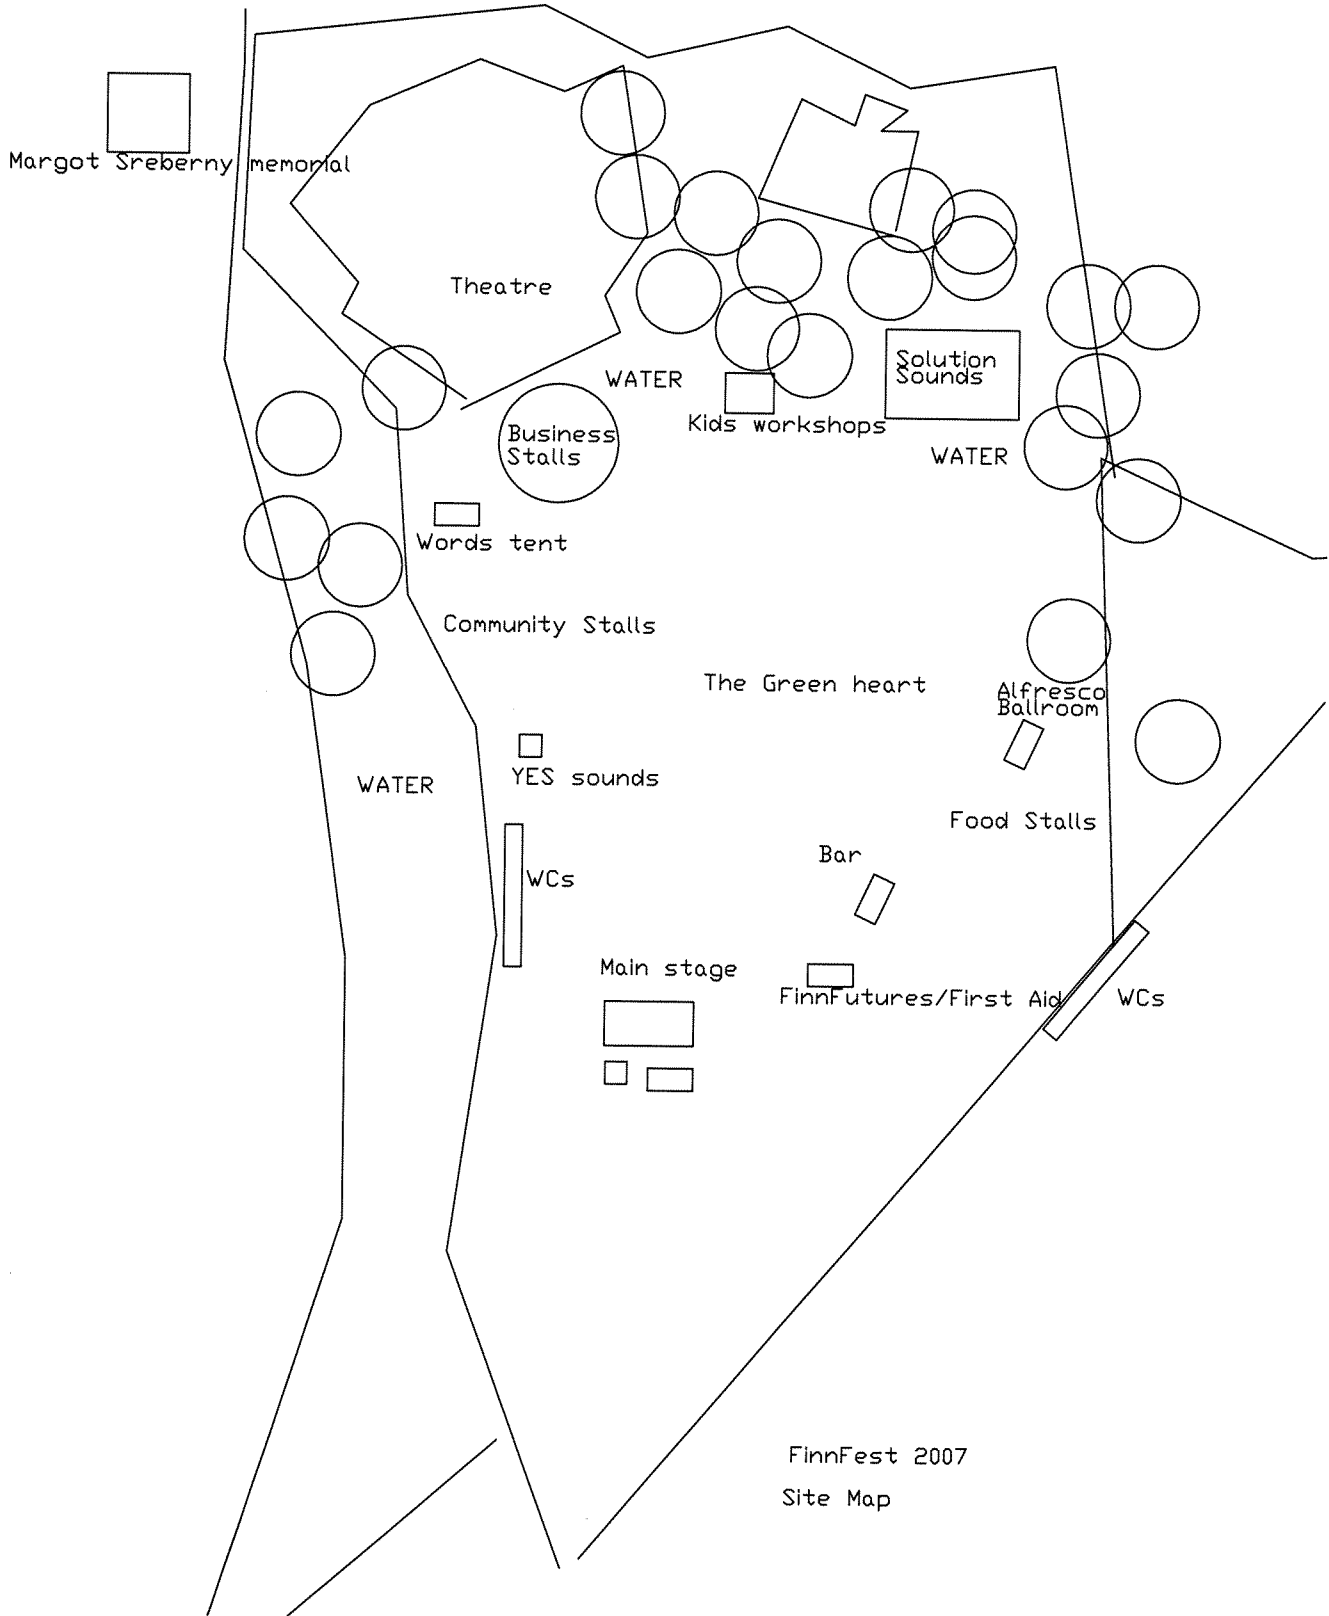 Margot Sreberny memorial
Theatre
Solution
Sounds
WATER
Kids workshops
Business
Stalls
WATER
Words tent
Community Stalls
The Green heart
Alfresco
Ballroom
YES sounds
WATER
Food Stalls
Bar
WCs
Main stage
FinnFutures/First Aid
WCs
FinnFest 2007
Site Map